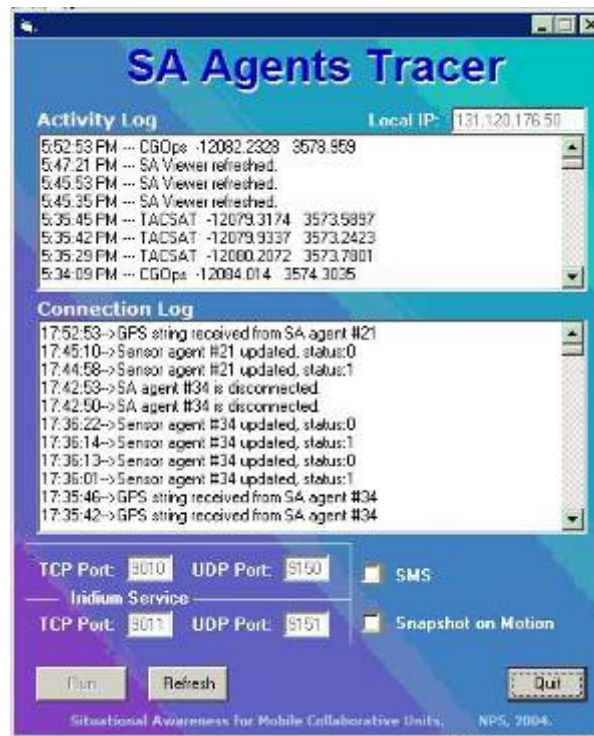 SA Agents Tracer
Activity Log Local IP: 131.120.176.50
5:52:53 PM --- CGOps -12082.2328 3578.959
5:47:21 PM --- SA Viewer refreshed.
5:45:53 PM --- SA Viewer refreshed.
5:45:35 PM --- SA Viewer refreshed.
5:35:45 PM --- TACSAT -12079.3174 3573.5897
5:35:42 PM --- TACSAT -12079.9337 3573.2423
5:35:29 PM --- TACSAT -12080.2072 3573.7801
5:34:09 PM --- CGOps -12084.014 3574.3035
Connection Log
17:52:53-->GPS string received from SA agent #21
17:45:10-->Sensor agent #21 updated, status:0
17:44:58-->Sensor agent #21 updated, status:1
17:42:53-->SA agent #34 is disconnected.
17:42:50-->SA agent #34 is disconnected.
17:36:22-->Sensor agent #34 updated, status:0
17:36:14-->Sensor agent #34 updated, status:1
17:36:13-->Sensor agent #34 updated, status:0
17:36:01-->Sensor agent #34 updated, status:1
17:35:46-->GPS string received from SA agent #34
17:35:42-->GPS string received from SA agent #34
TCP Port: 9010 UDP Port: 9150 SMS
Iridium Service
TCP Port: 9011 UDP Port: 9151 Snapshot on Motion
Run Refresh Quit
Situational Awareness for Mobile Collaborative Units. NPS, 2004.